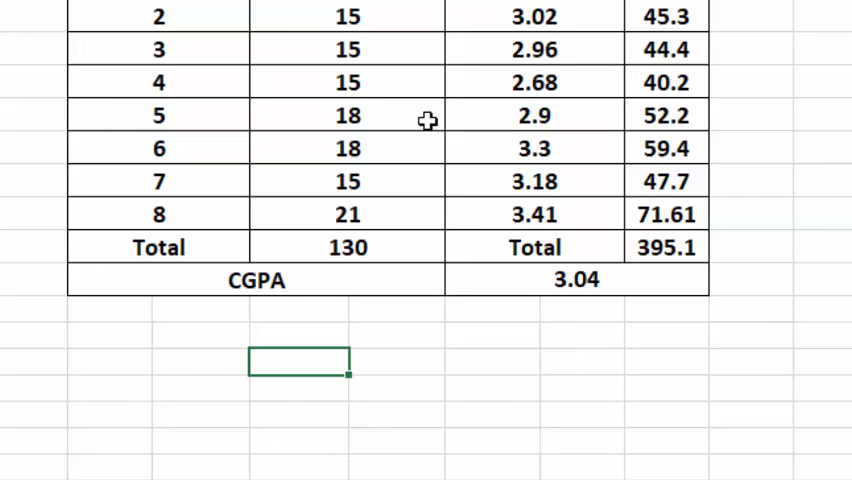 2 15 3.02 45.3
3 15 2.96 44.4
4 15 2.68 40.2
5 18 2.9 52.2
6 18 3.3 59.4
7 15 3.18 47.7
8 21 3.41 71.61
Total 130 Total 395.1
CGPA 3.04